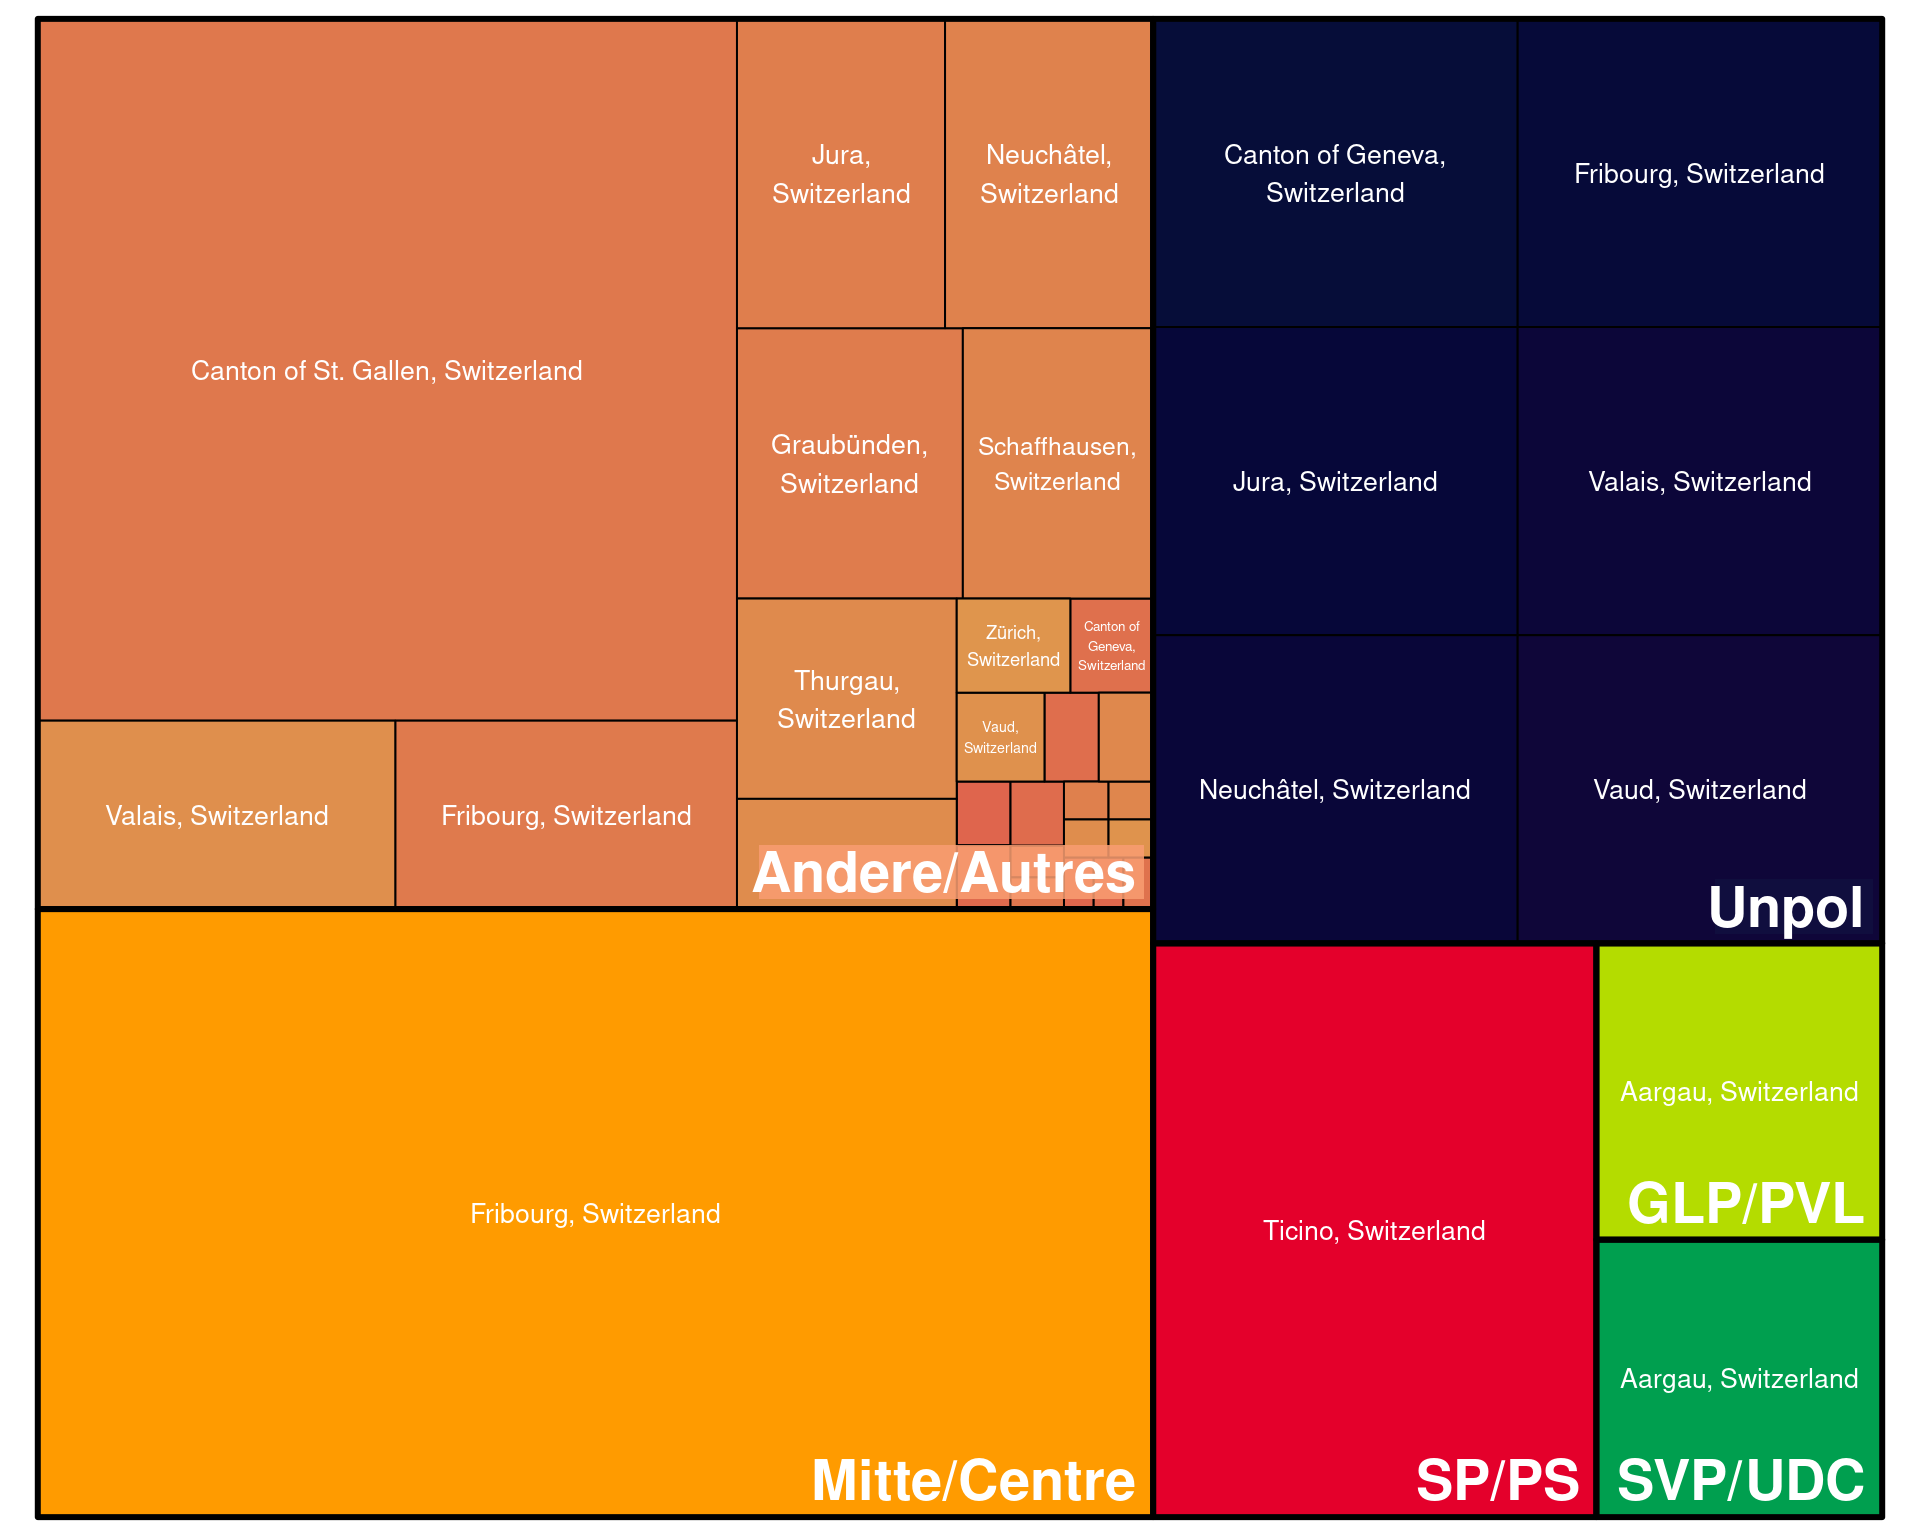 Canton of St. Gallen, Switzerland
Jura,
Switzerland
Neuchâtel,
Switzerland
Graubünden,
Switzerland
Schaffhausen,
Switzerland
Thurgau,
Switzerland
Zürich,
Switzerland
Canton of
Geneva,
Switzerland
Vaud,
Switzerland
Valais, Switzerland
Fribourg, Switzerland
Andere/Autres
Canton of Geneva,
Switzerland
Fribourg, Switzerland
Jura, Switzerland
Valais, Switzerland
Neuchâtel, Switzerland
Vaud, Switzerland
Unpol
Fribourg, Switzerland
Mitte/Centre
Ticino, Switzerland
SP/PS
Aargau, Switzerland
GLP/PVL
Aargau, Switzerland
SVP/UDC